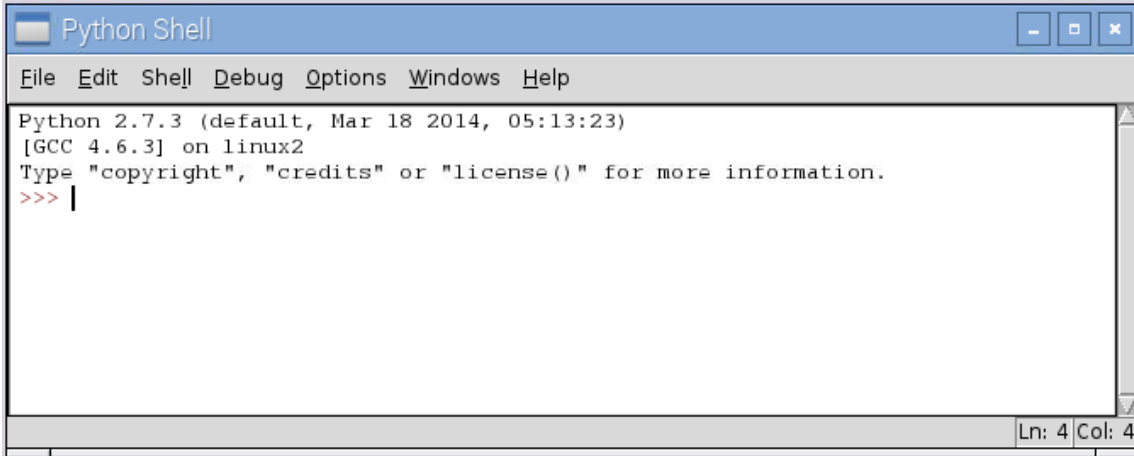 Python Shell
File Edit Shell Debug Options Windows Help
Python 2.7.3 (default, Mar 18 2014, 05:13:23)
[GCC 4.6.3] on linux2
Type "copyright", "credits" or "license()" for more information.
>>>
Ln: 4 Col: 4